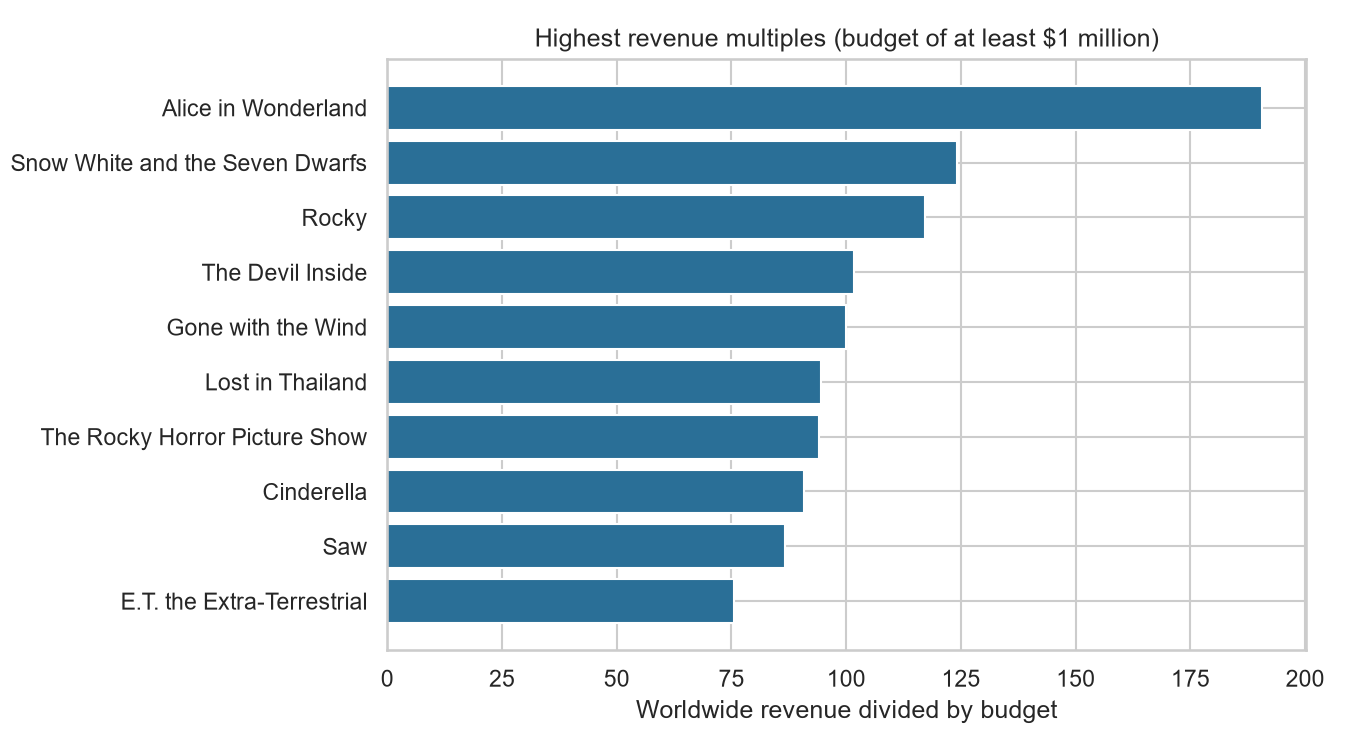 Highest revenue multiples (budget of at least $1 million)
Alice in Wonderland
Snow White and the Seven Dwarfs
Rocky
The Devil Inside
Gone with the Wind
Lost in Thailand
The Rocky Horror Picture Show
Cinderella
Saw
E.T. the Extra-Terrestrial
0 25 50 75 100 125 150 175 200
Worldwide revenue divided by budget